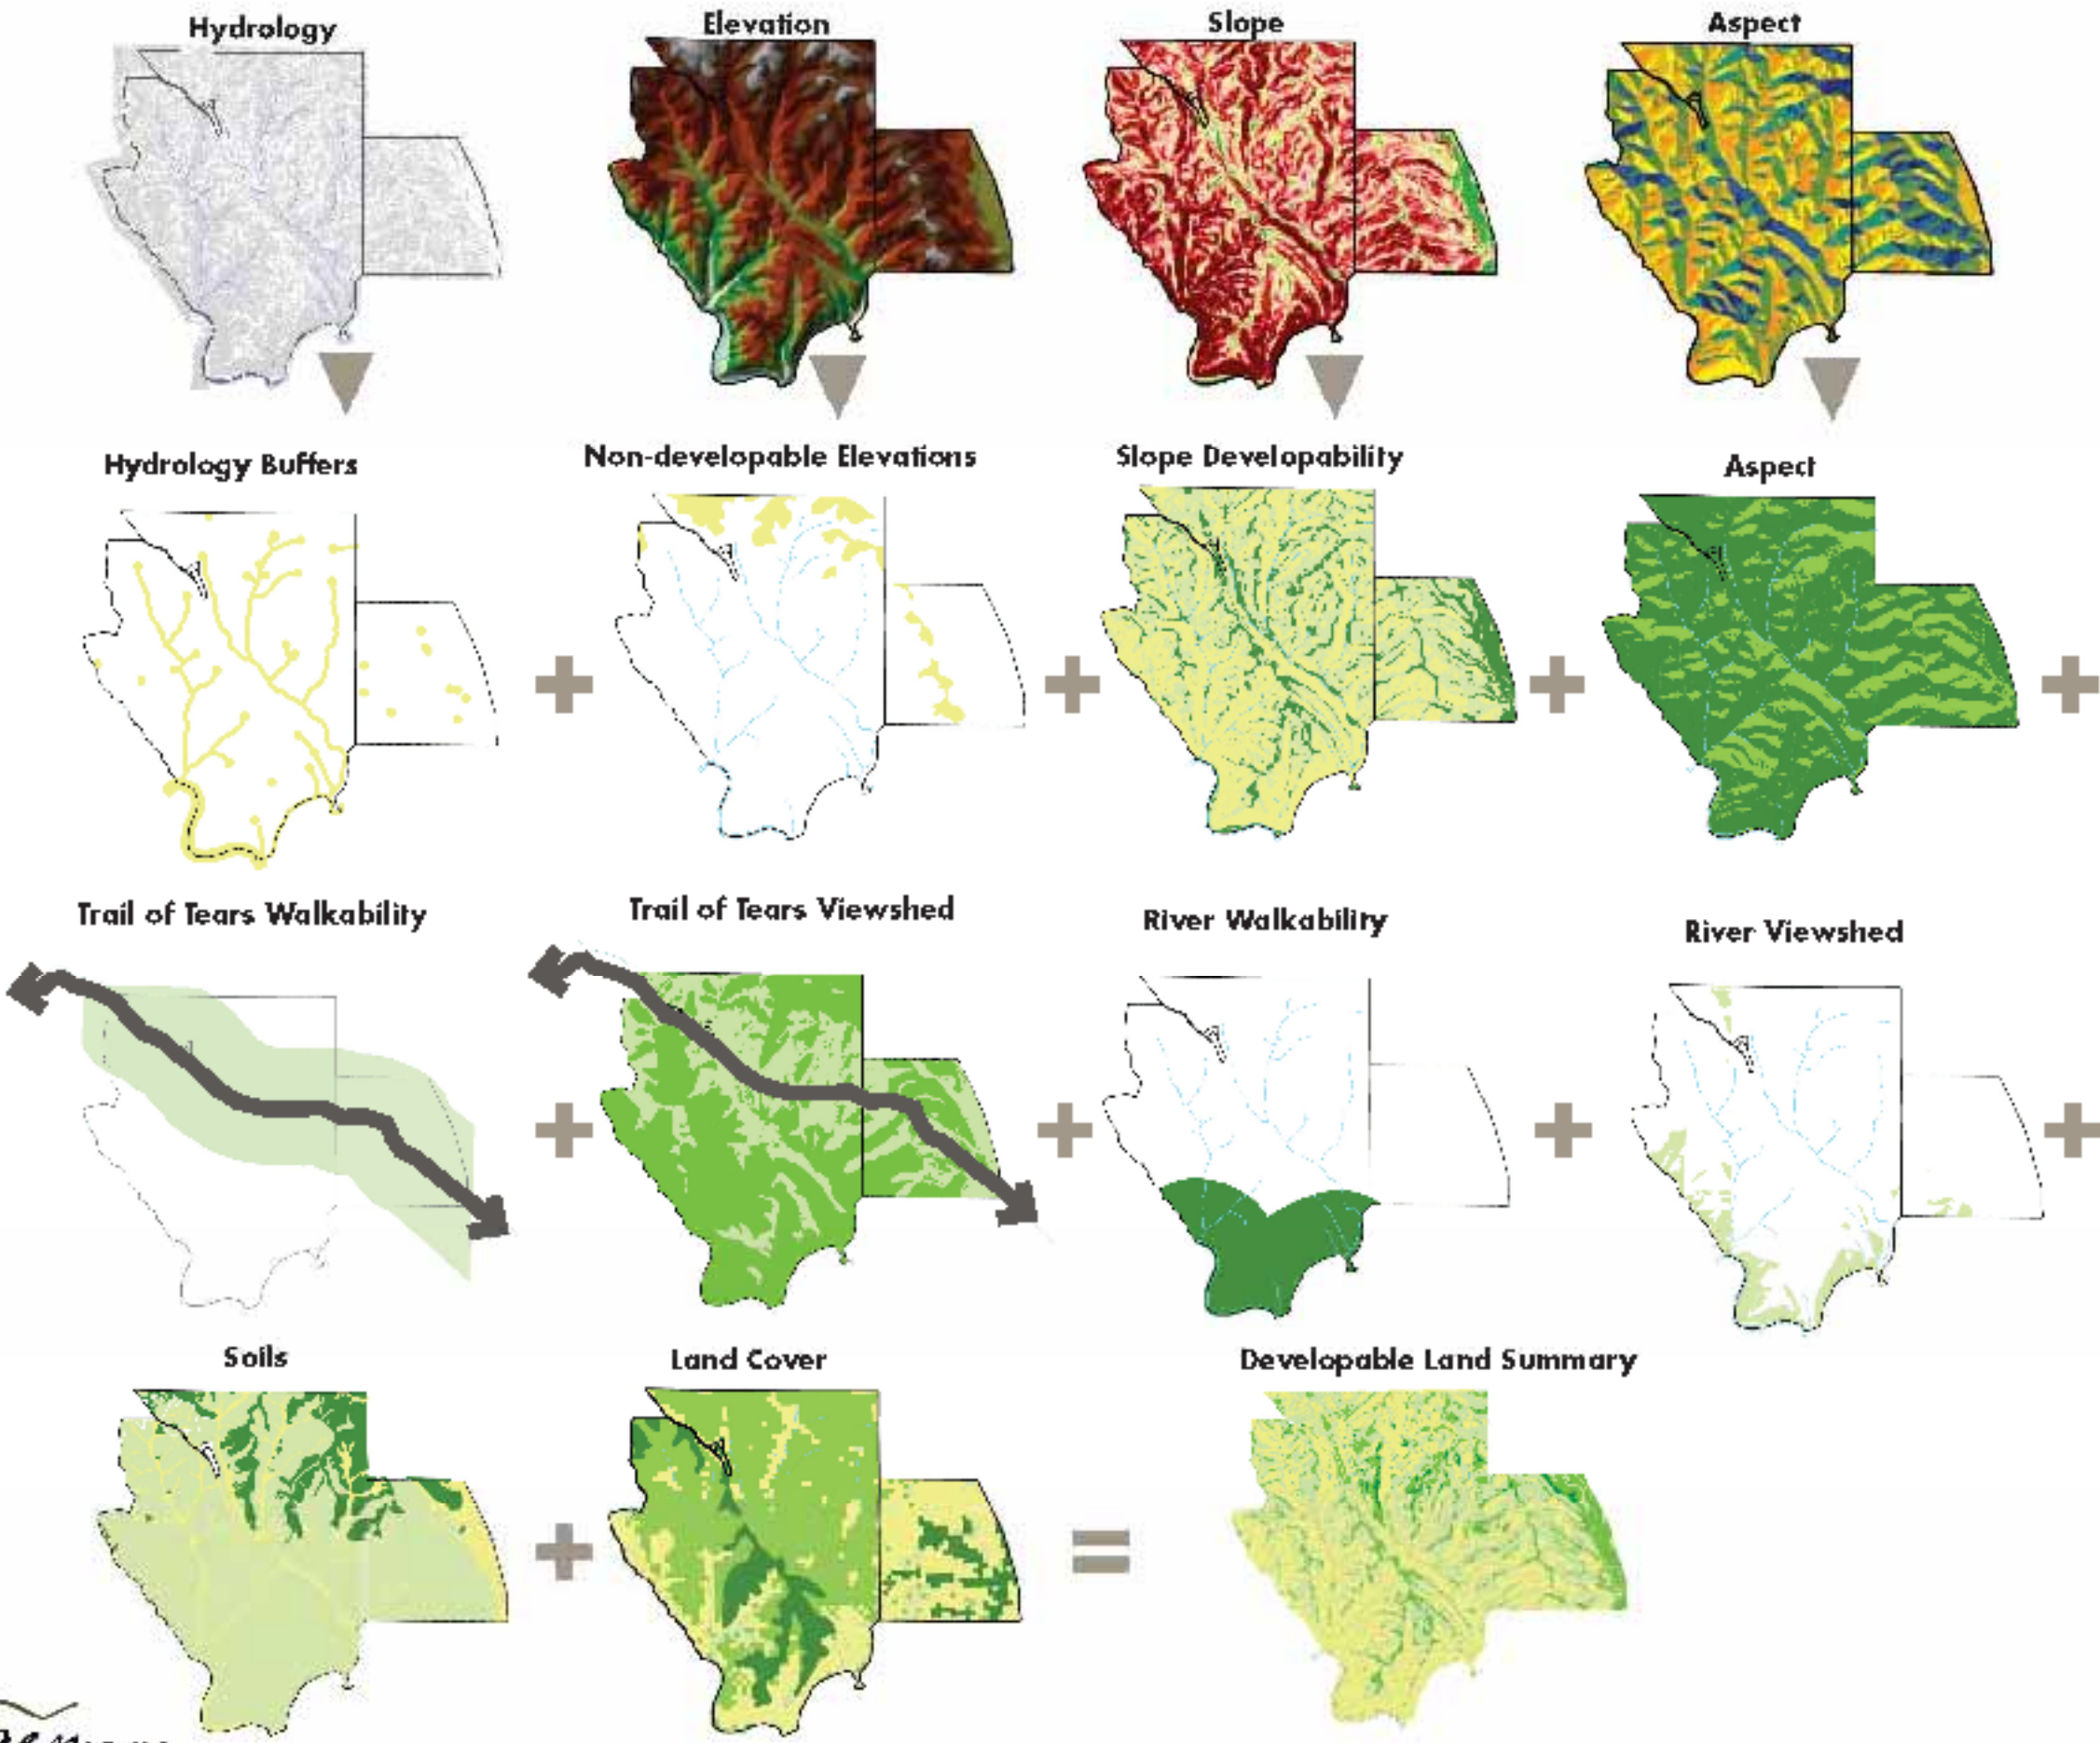 Hydrology
Elevation
Slope
Aspect
Hydrology Buffers
Non-developable Elevations
Slope Developability
Aspect
Trail of Tears Walkability
Trail of Tears Viewshed
River Walkability
River Viewshed
Soils
Land Cover
Developable Land Summary